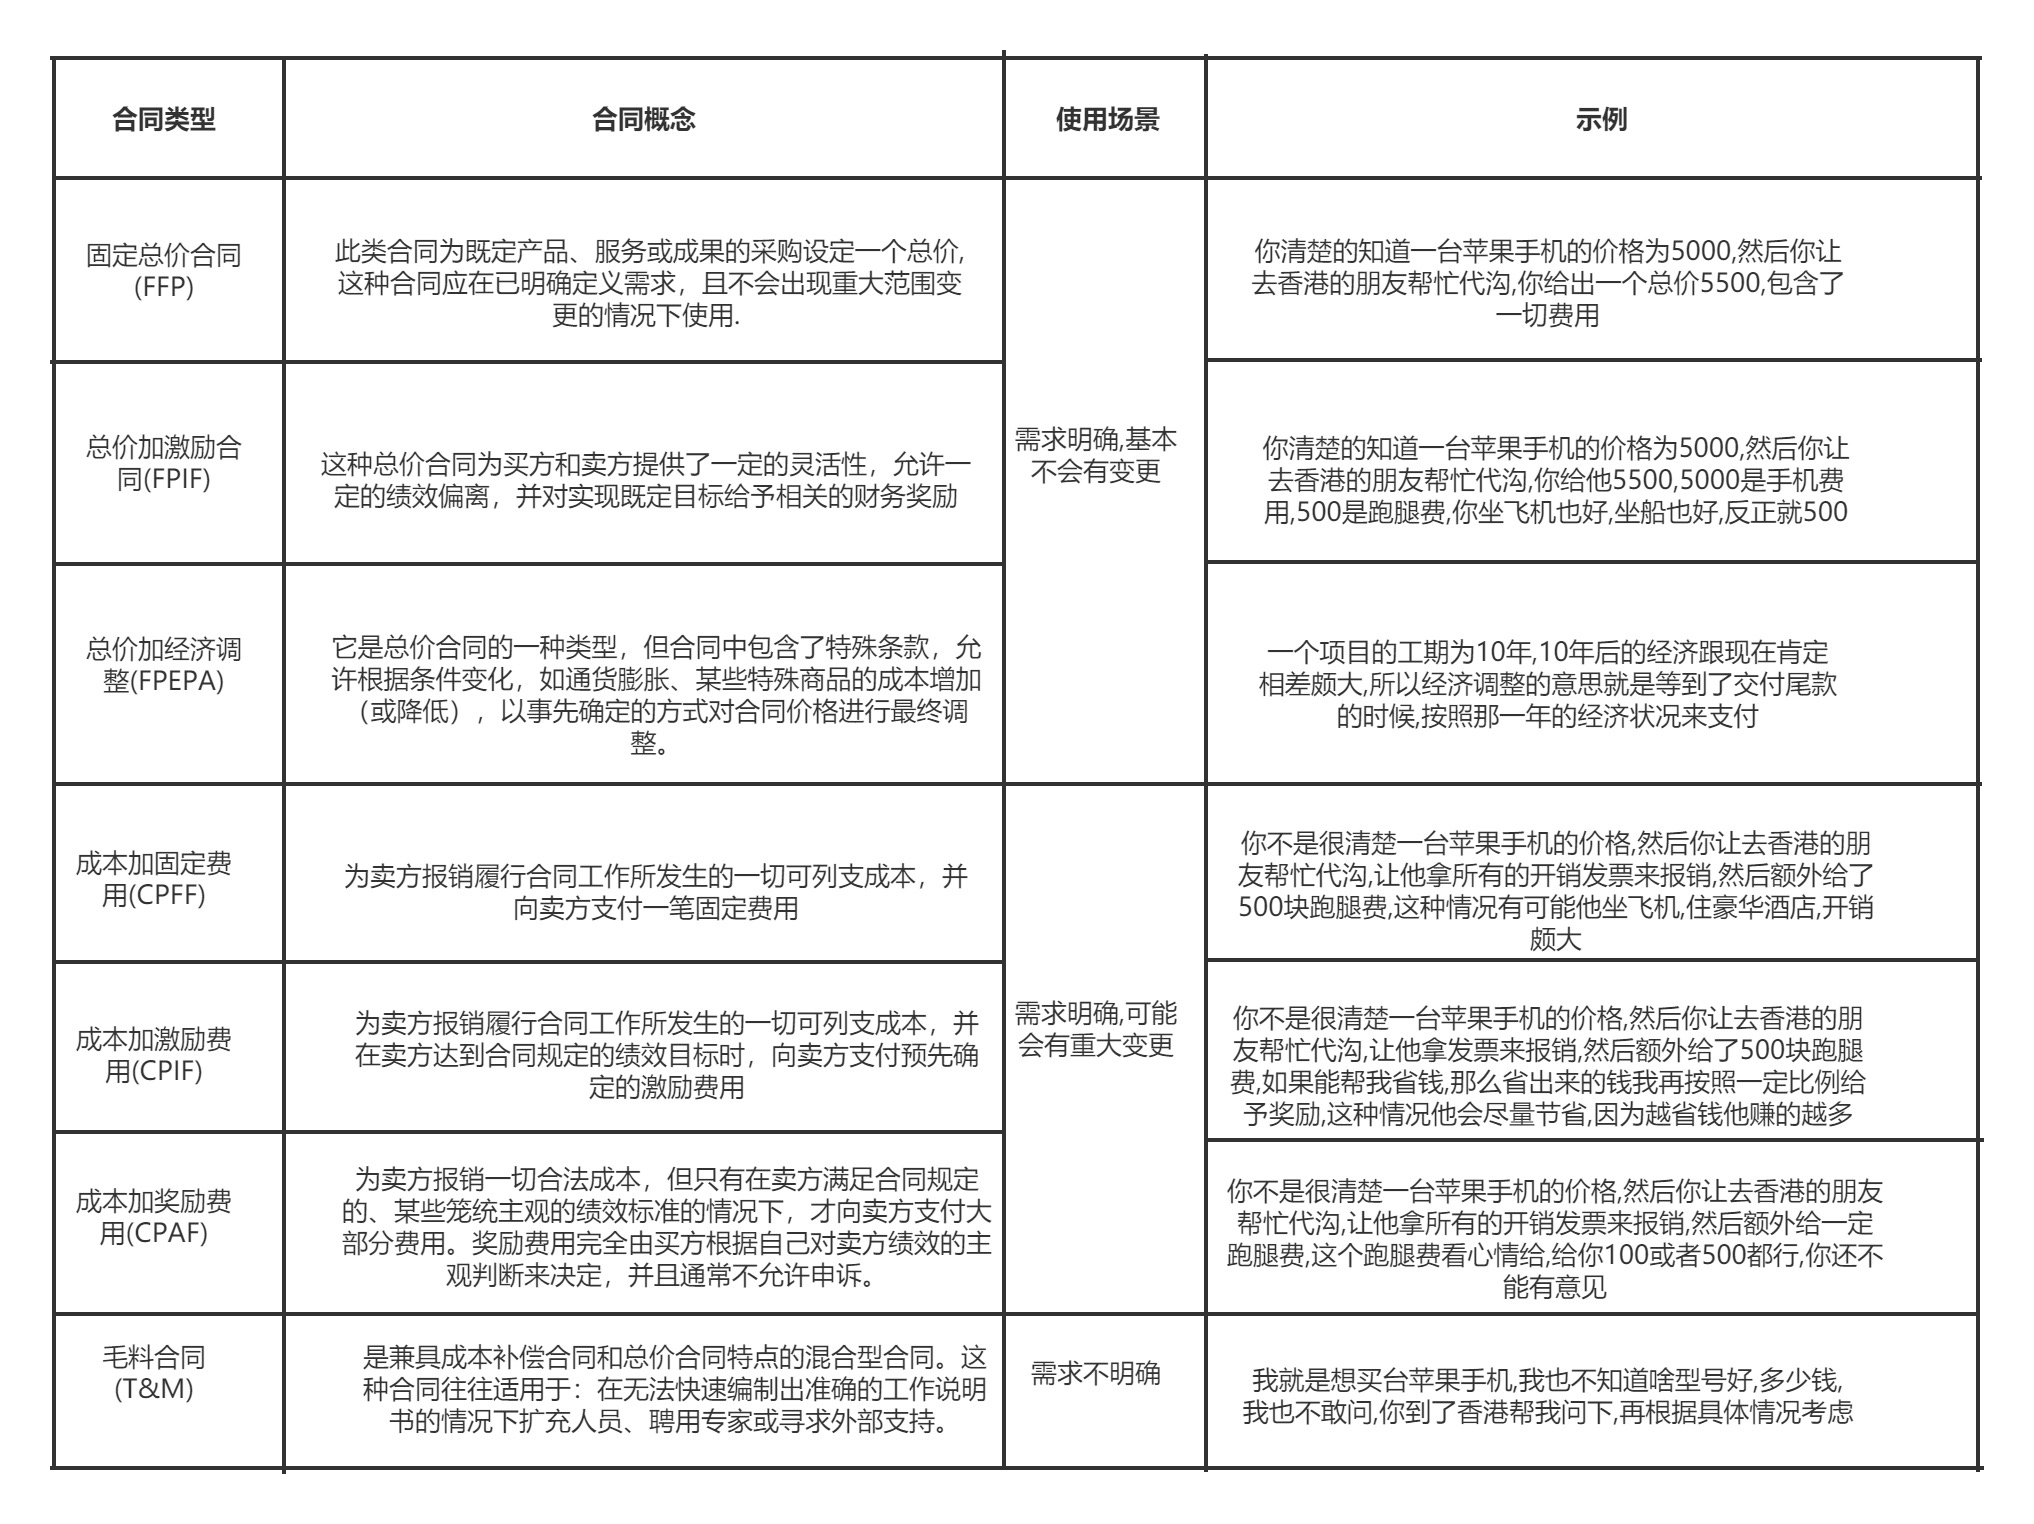 合同类型
合同概念
使用场景
示例
固定总价合同
(FFP)
此类合同为既定产品、服务或成果的采购设定一个总价,
这种合同应在已明确定义需求，且不会出现重大范围变
更的情况下使用.
需求明确,基本
不会有变更
你清楚的知道一台苹果手机的价格为5000,然后你让
去香港的朋友帮忙代沟,你给出一个总价5500,包含了
一切费用
总价加激励合
同(FPIF)
这种总价合同为买方和卖方提供了一定的灵活性，允许一
定的绩效偏离，并对实现既定目标给予相关的财务奖励
你清楚的知道一台苹果手机的价格为5000,然后你让
去香港的朋友帮忙代沟,你给他5500,5000是手机费
用,500是跑腿费,你坐飞机也好,坐船也好,反正就500
总价加经济调
整(FPEPA)
它是总价合同的一种类型，但合同中包含了特殊条款，允
许根据条件变化，如通货膨胀、某些特殊商品的成本增加
（或降低），以事先确定的方式对合同价格进行最终调
整。
一个项目的工期为10年,10年后的经济跟现在肯定
相差颇大,所以经济调整的意思就是等到了交付尾款
的时候,按照那一年的经济状况来支付
成本加固定费
用(CPFF)
为卖方报销履行合同工作所发生的一切可列支成本，并
向卖方支付一笔固定费用
需求明确,可能
会有重大变更
你不是很清楚一台苹果手机的价格,然后你让去香港的朋
友帮忙代沟,让他拿所有的开销发票来报销,然后额外给了
500块跑腿费,这种情况有可能他坐飞机,住豪华酒店,开销
颇大
成本加激励费
用(CPIF)
为卖方报销履行合同工作所发生的一切可列支成本，并
在卖方达到合同规定的绩效目标时，向卖方支付预先确
定的激励费用
你不是很清楚一台苹果手机的价格,然后你让去香港的朋
友帮忙代沟,让他拿发票来报销,然后额外给了500块跑腿
费,如果能帮我省钱,那么省出来的钱我再按照一定比例给
予奖励,这种情况他会尽量节省,因为越省钱他赚的越多
成本加奖励费
用(CPAF)
为卖方报销一切合法成本，但只有在卖方满足合同规定
的、某些笼统主观的绩效标准的情况下，才向卖方支付大
部分费用。奖励费用完全由买方根据自己对卖方绩效的主
观判断来决定，并且通常不允许申诉。
你不是很清楚一台苹果手机的价格,然后你让去香港的朋友
帮忙代沟,让他拿所有的开销发票来报销,然后额外给一定
跑腿费,这个跑腿费看心情给,给你100或者500都行,你还不
能有意见
毛料合同
(T&M)
是兼具成本补偿合同和总价合同特点的混合型合同。这
种合同往往适用于：在无法快速编制出准确的工作说明
书的情况下扩充人员、聘用专家或寻求外部支持。
需求不明确
我就是想买台苹果手机,我也不知道啥型号好,多少钱,
我也不敢问,你到了香港帮我问下,再根据具体情况考虑